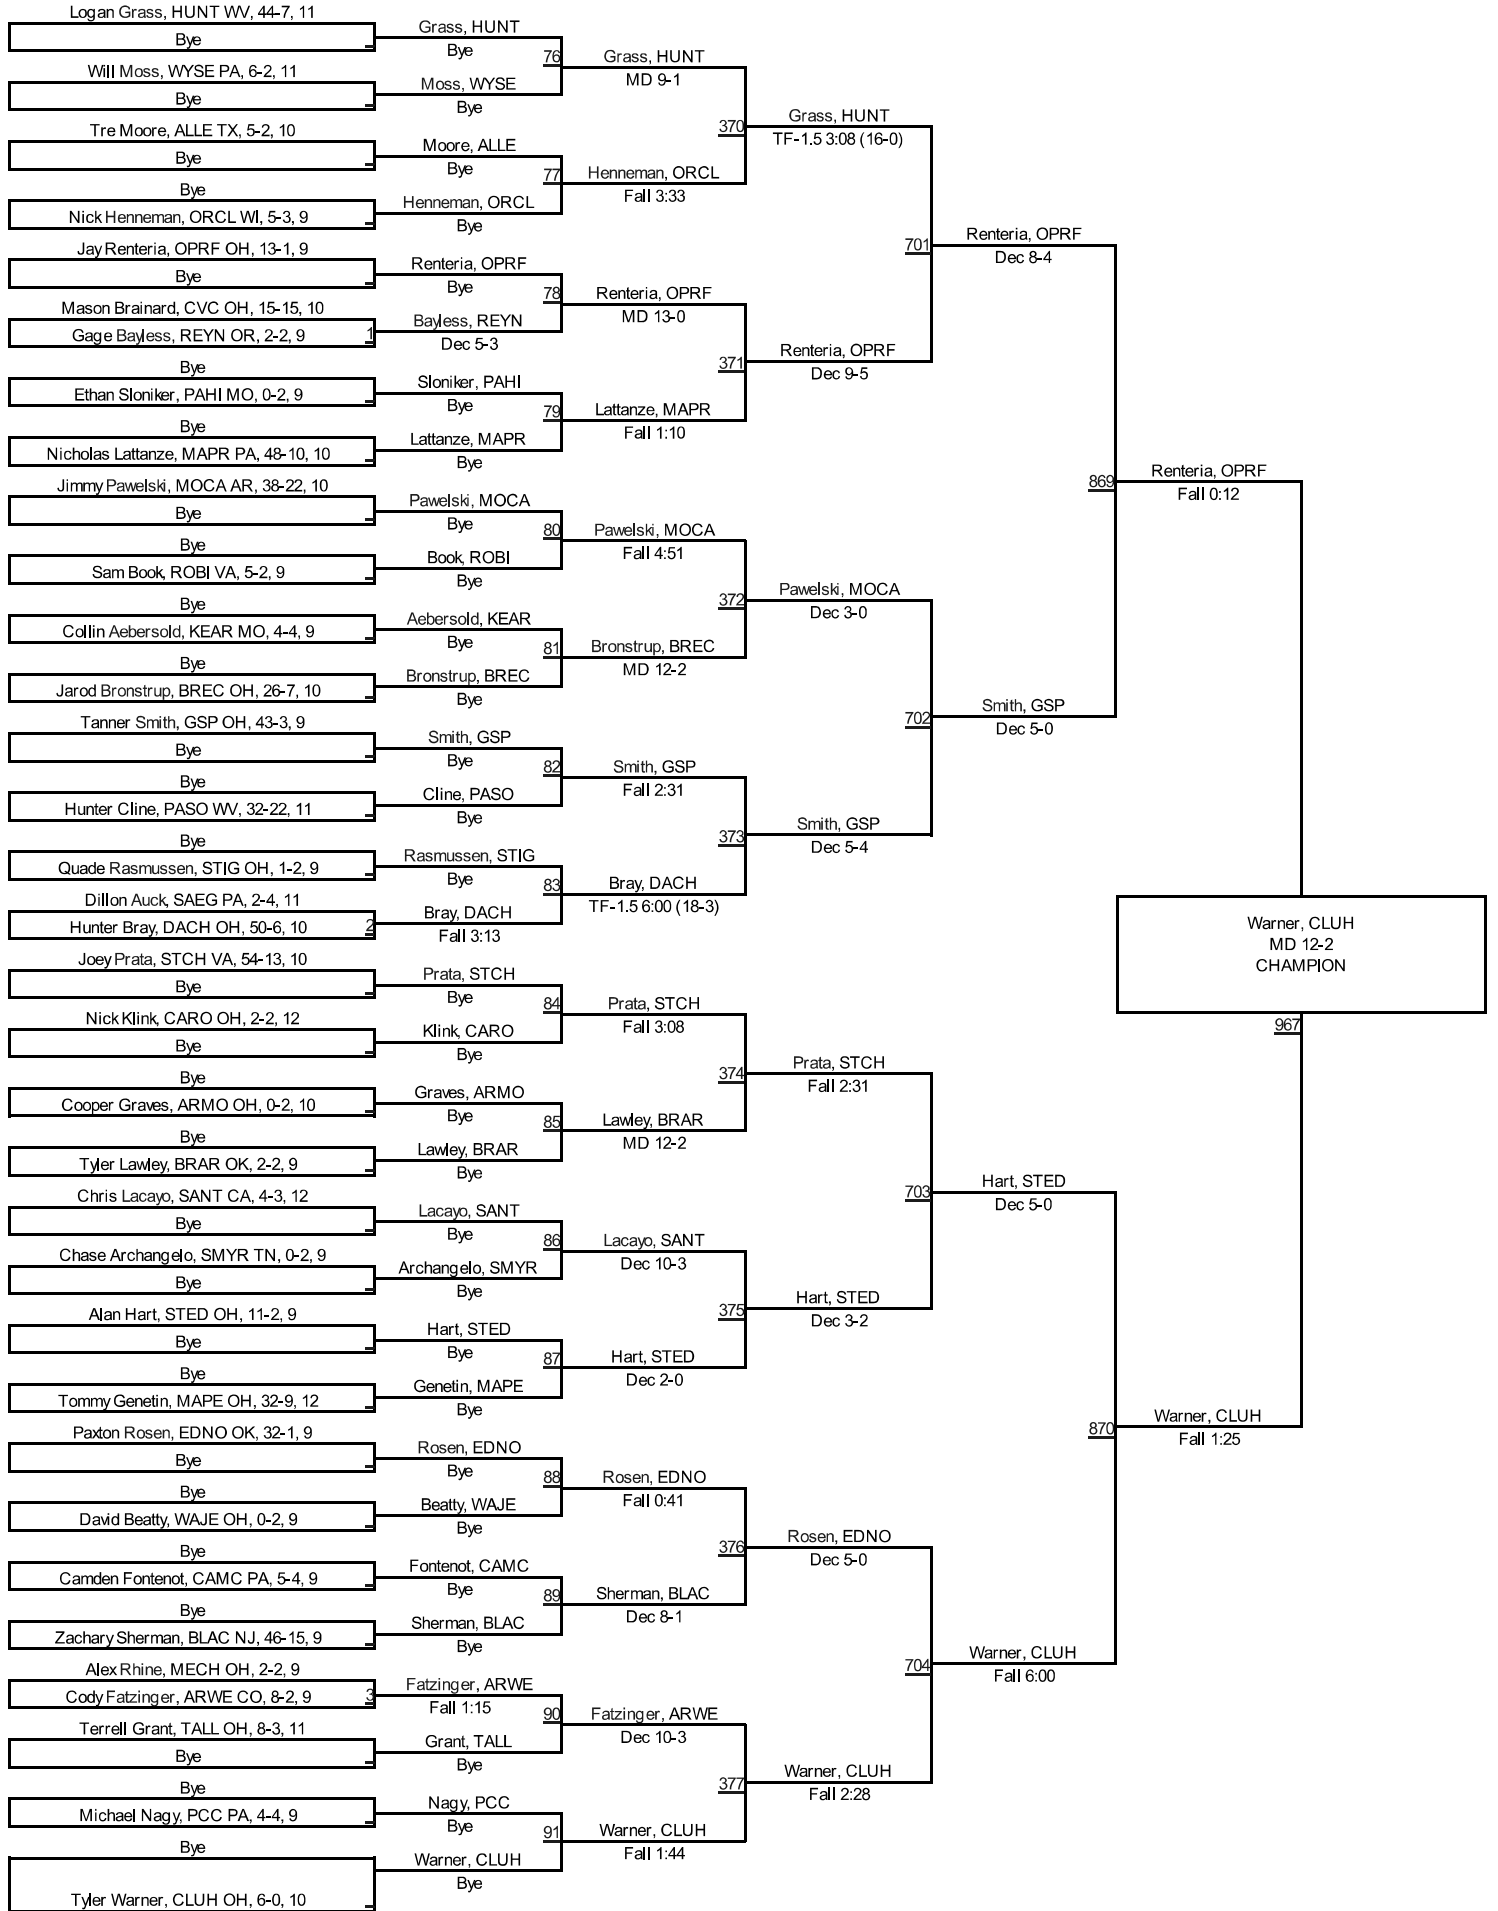 Logan Grass, HUNT WV, 44-7, 11
Bye
Will Moss, WYSE PA, 6-2, 11
Bye
Tre Moore, ALLE TX, 5-2, 10
Bye
Bye
Nick Henneman, ORCL WI, 5-3, 9
Jay Renteria, OPRF OH, 13-1, 9
Bye
Mason Brainard, CVC OH, 15-15, 10
Gage Bayless, REYN OR, 2-2, 9
1
Bye
Ethan Sloniker, PAHI MO, 0-2, 9
Bye
Nicholas Lattanze, MAPR PA, 48-10, 10
Jimmy Pawelski, MOCA AR, 38-22, 10
Bye
Bye
Sam Book, ROBI VA, 5-2, 9
Bye
Collin Aebersold, KEAR MO, 4-4, 9
Bye
Jarod Bronstrup, BREC OH, 26-7, 10
Tanner Smith, GSP OH, 43-3, 9
Bye
Bye
Hunter Cline, PASO WV, 32-22, 11
Bye
Quade Rasmussen, STIG OH, 1-2, 9
Dillon Auck, SAEG PA, 2-4, 11
Hunter Bray, DACH OH, 50-6, 10
2
Joey Prata, STCH VA, 54-13, 10
Bye
Nick Klink, CARO OH, 2-2, 12
Bye
Bye
Cooper Graves, ARMO OH, 0-2, 10
Bye
Tyler Lawley, BRAR OK, 2-2, 9
Chris Lacayo, SANT CA, 4-3, 12
Bye
Chase Archangelo, SMYR TN, 0-2, 9
Bye
Alan Hart, STED OH, 11-2, 9
Bye
Bye
Tommy Genetin, MAPE OH, 32-9, 12
Paxton Rosen, EDNO OK, 32-1, 9
Bye
Bye
David Beatty, WAJE OH, 0-2, 9
Bye
Camden Fontenot, CAMC PA, 5-4, 9
Bye
Zachary Sherman, BLAC NJ, 46-15, 9
Alex Rhine, MECH OH, 2-2, 9
Cody Fatzinger, ARWE CO, 8-2, 9
3
Terrell Grant, TALL OH, 8-3, 11
Bye
Bye
Michael Nagy, PCC PA, 4-4, 9
Bye
Tyler Warner, CLUH OH, 6-0, 10
Grass, HUNT
Bye
76
Moss, WYSE
Bye
Moore, ALLE
Bye
77
Henneman, ORCL
Bye
Renteria, OPRF
Bye
78
Bayless, REYN
Dec 5-3
Sloniker, PAHI
Bye
79
Lattanze, MAPR
Bye
Pawelski, MOCA
Bye
80
Book, ROBI
Bye
Aebersold, KEAR
Bye
81
Bronstrup, BREC
Bye
Smith, GSP
Bye
82
Cline, PASO
Bye
Rasmussen, STIG
Bye
83
Bray, DACH
Fall 3:13
Prata, STCH
Bye
84
Klink, CARO
Bye
Graves, ARMO
Bye
85
Lawley, BRAR
Bye
Lacayo, SANT
Bye
86
Archangelo, SMYR
Bye
Hart, STED
Bye
87
Genetin, MAPE
Bye
Rosen, EDNO
Bye
88
Beatty, WAJE
Bye
Fontenot, CAMC
Bye
89
Sherman, BLAC
Bye
Fatzinger, ARWE
Fall 1:15
90
Grant, TALL
Bye
Nagy, PCC
Bye
91
Warner, CLUH
Bye
Grass, HUNT
MD 9-1
370
Henneman, ORCL
Fall 3:33
Renteria, OPRF
MD 13-0
371
Lattanze, MAPR
Fall 1:10
Pawelski, MOCA
Fall 4:51
372
Bronstrup, BREC
MD 12-2
Smith, GSP
Fall 2:31
373
Bray, DACH
TF-1.5 6:00 (18-3)
Prata, STCH
Fall 3:08
374
Lawley, BRAR
MD 12-2
Lacayo, SANT
Dec 10-3
375
Hart, STED
Dec 2-0
Rosen, EDNO
Fall 0:41
376
Sherman, BLAC
Dec 8-1
Fatzinger, ARWE
Dec 10-3
377
Warner, CLUH
Fall 1:44
Grass, HUNT
TF-1.5 3:08 (16-0)
701
Renteria, OPRF
Dec 9-5
Pawelski, MOCA
Dec 3-0
702
Smith, GSP
Dec 5-4
Prata, STCH
Fall 2:31
703
Hart, STED
Dec 3-2
Rosen, EDNO
Dec 5-0
704
Warner, CLUH
Fall 2:28
Renteria, OPRF
Dec 8-4
869
Smith, GSP
Dec 5-0
Hart, STED
Dec 5-0
870
Warner, CLUH
Fall 6:00
Renteria, OPRF
Fall 0:12
Warner, CLUH
MD 12-2
CHAMPION
967
Warner, CLUH
Fall 1:25